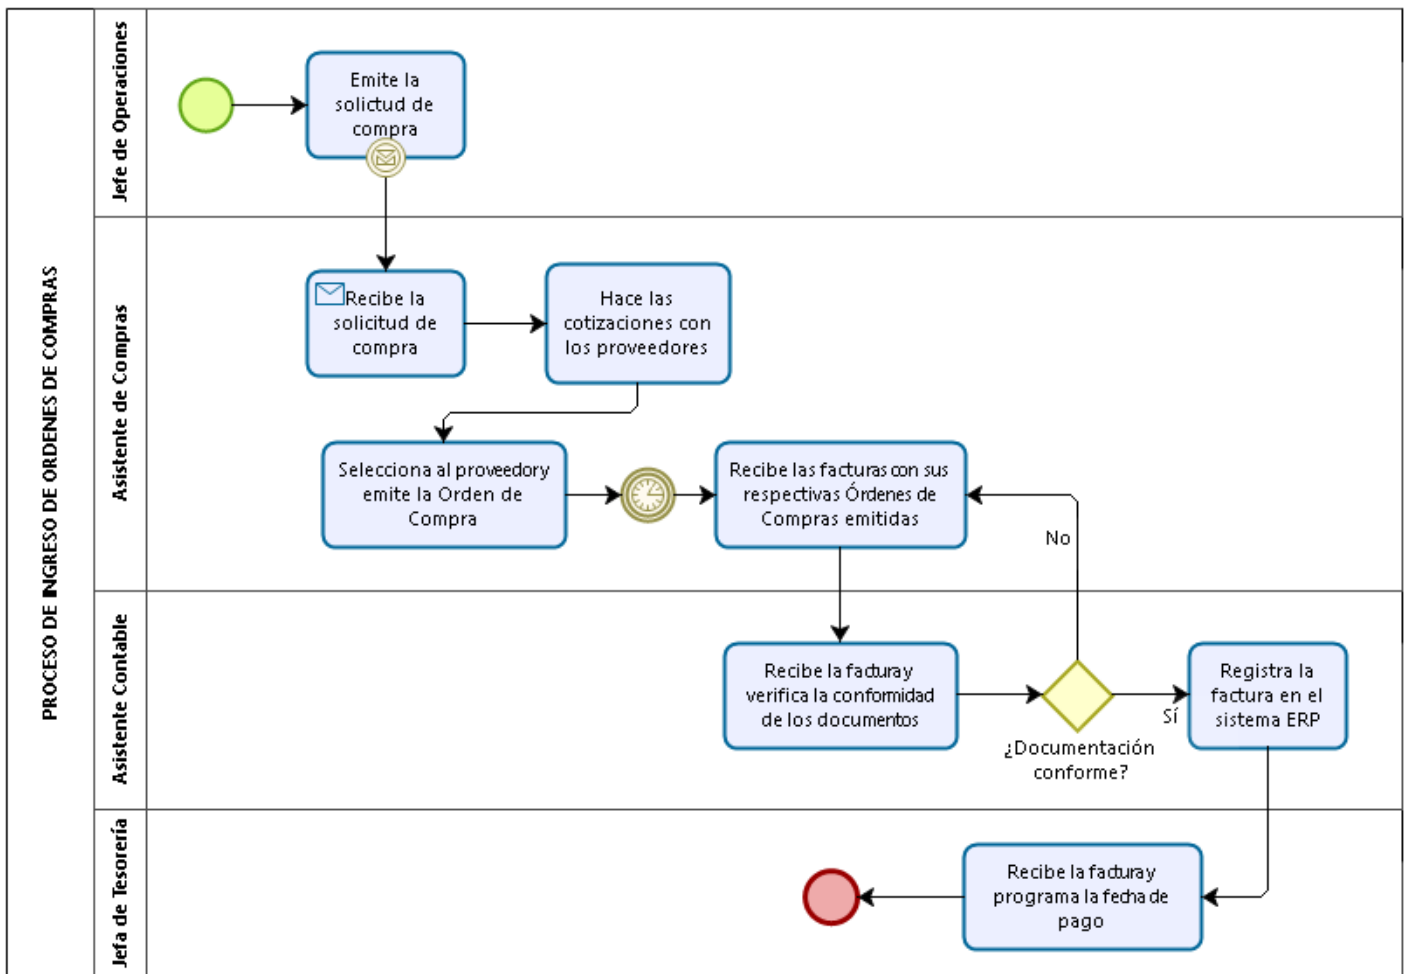 PROCESO DE INGRESO DE ORDENES DE COMPRAS
Jefe de Operaciones
Emite la
solictud de
compra
Asistente de Compras
Recibe la
solicitud de
compra
Hace las
cotizaciones con
los proveedores
Selecciona al proveedor y
emite la Orden de
Compra
Recibe las facturas con sus
respectivas Órdenes de
Compras emitidas
No
Asistente Contable
Recibe la factura y
verifica la conformidad
de los documentos
¿Documentación
conforme?
Sí
Registra la
factura en el
sistema ERP
Jefa de Tesorería
Recibe la factura y
programa la fecha de
pago